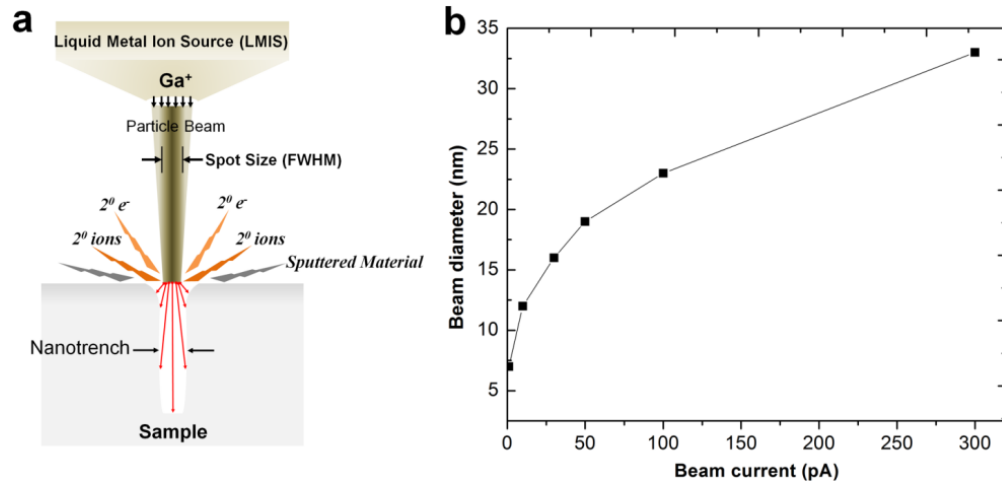 a
Liquid Metal Ion Source (LMIS)
Ga⁺
Particle Beam
Spot Size (FWHM)
2⁰ e⁻
2⁰ e⁻
2⁰ ions
2⁰ ions
Sputtered Material
Nanotrench
Sample
b
35
30
25
20
15
10
5
Beam diameter (nm)
0 50 100 150 200 250 300
Beam current (pA)